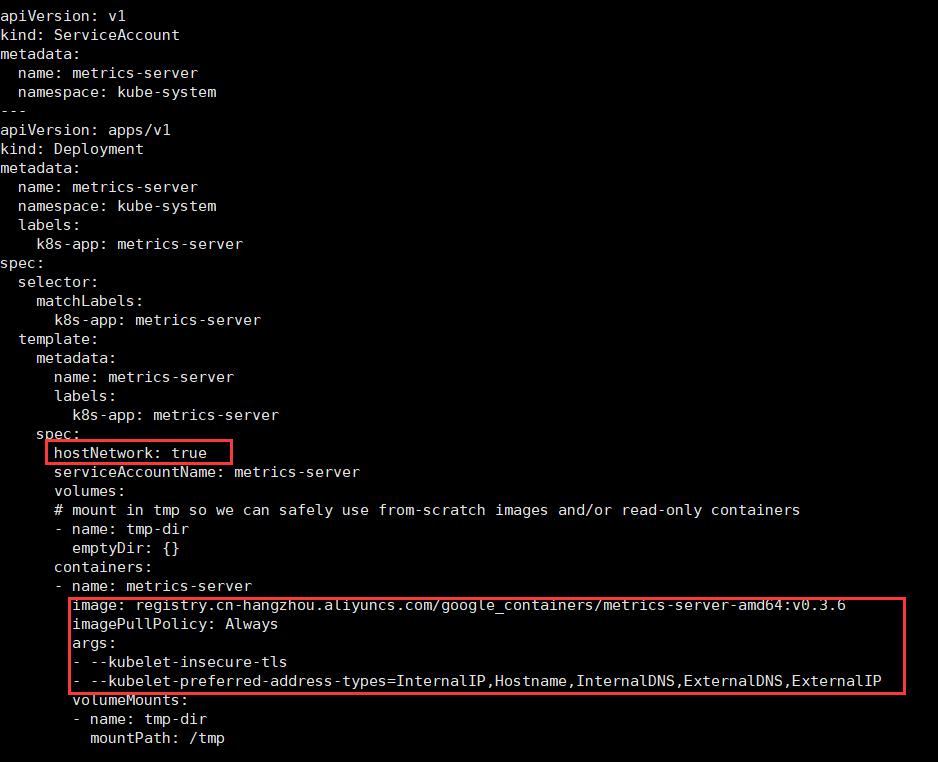 apiVersion: v1
kind: ServiceAccount
metadata:
  name: metrics-server
  namespace: kube-system
---
apiVersion: apps/v1
kind: Deployment
metadata:
  name: metrics-server
  namespace: kube-system
  labels:
    k8s-app: metrics-server
spec:
  selector:
    matchLabels:
      k8s-app: metrics-server
  template:
    metadata:
      name: metrics-server
      labels:
        k8s-app: metrics-server
    spec:
      hostNetwork: true
      serviceAccountName: metrics-server
      volumes:
      # mount in tmp so we can safely use from-scratch images and/or read-only containers
      - name: tmp-dir
        emptyDir: {}
      containers:
      - name: metrics-server
        image: registry.cn-hangzhou.aliyuncs.com/google_containers/metrics-server-amd64:v0.3.6
        imagePullPolicy: Always
        args:
        - --kubelet-insecure-tls
        - --kubelet-preferred-address-types=InternalIP,Hostname,InternalDNS,ExternalDNS,ExternalIP
        volumeMounts:
        - name: tmp-dir
          mountPath: /tmp